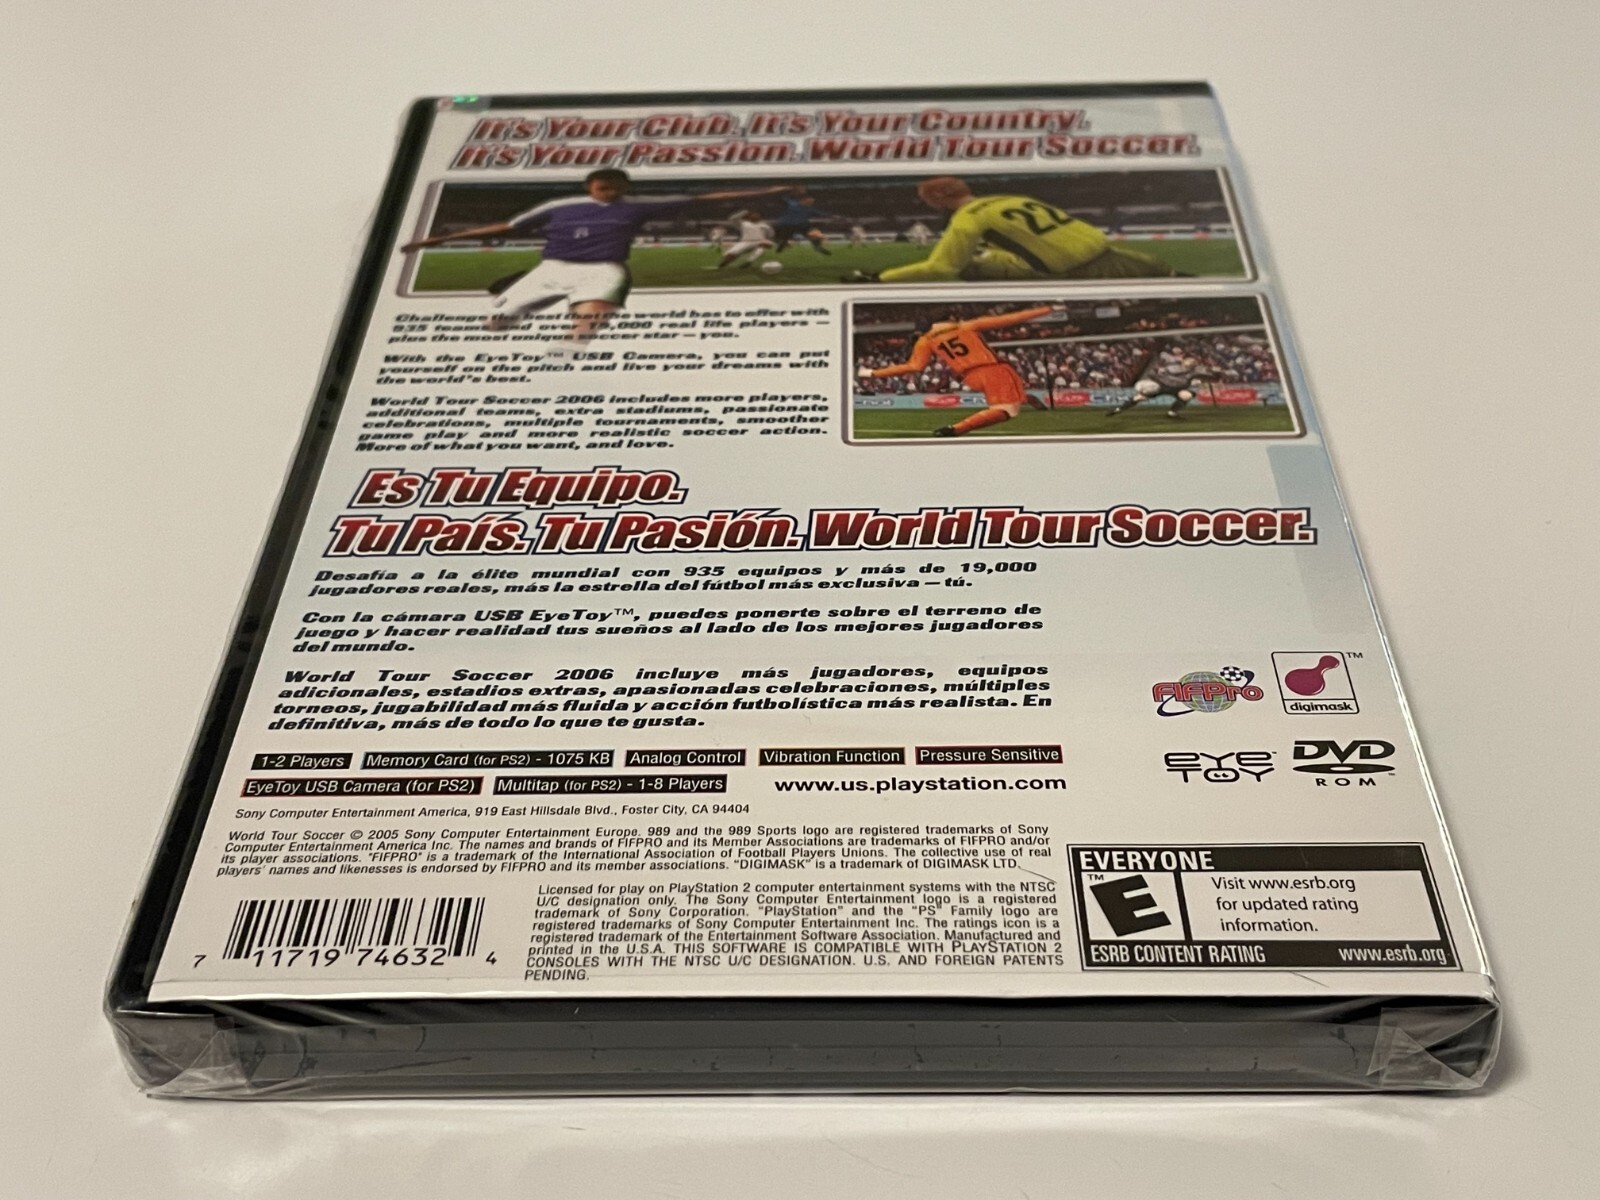 It's Your Club. It's Your Country.
It's Your Passion. World Tour Soccer.
22
8
15
Challenge the best that the world has to offer with
935 teams and over 19,000 real life players —
plus the most unique soccer star — you.
With the EyeToy™ USB Camera, you can put
yourself on the pitch and live your dreams with
the world's best.
World Tour Soccer 2006 includes more players,
additional teams, extra stadiums, passionate
celebrations, multiple tournaments, smoother
game play and more realistic soccer action.
More of what you want, and love.
Es Tu Equipo.
Tu País. Tu Pasión. World Tour Soccer.
Desafía a la élite mundial con 935 equipos y más de 19,000
jugadores reales, más la estrella del fútbol más exclusiva — tú.
Con la cámara USB EyeToy™, puedes ponerte sobre el terreno de
juego y hacer realidad tus sueños al lado de los mejores jugadores
del mundo.
World Tour Soccer 2006 incluye más jugadores, equipos
adicionales, estadios extras, apasionadas celebraciones, múltiples
torneos, jugabilidad más fluida y acción futbolística más realista. En
definitiva, más de todo lo que te gusta.
FIFPro
digimask™
1-2 Players Memory Card (for PS2) - 1075 KB Analog Control Vibration Function Pressure Sensitive
EyeToy USB Camera (for PS2) Multitap (for PS2) - 1-8 Players www.us.playstation.com
EYE TOY™
DVD
ROM
Sony Computer Entertainment America, 919 East Hillsdale Blvd., Foster City, CA 94404
World Tour Soccer © 2005 Sony Computer Entertainment Europe. 989 and the 989 Sports logo are registered trademarks of Sony
Computer Entertainment America Inc. The names and brands of FIFPRO and its Member Associations are trademarks of FIFPRO and/or
its player associations. "FIFPRO" is a trademark of the International Association of Football Players Unions. The collective use of real
players' names and likenesses is endorsed by FIFPRO and its member associations. "DIGIMASK" is a trademark of DIGIMASK LTD.
7 11719 74632 4
Licensed for play on PlayStation 2 computer entertainment systems with the NTSC
U/C designation only. The Sony Computer Entertainment logo is a registered
trademark of Sony Corporation. "PlayStation" and the "PS" Family logo are
registered trademarks of Sony Computer Entertainment Inc. The ratings icon is a
registered trademark of the Entertainment Software Association. Manufactured and
printed in the U.S.A. THIS SOFTWARE IS COMPATIBLE WITH PLAYSTATION 2
CONSOLES WITH THE NTSC U/C DESIGNATION. U.S. AND FOREIGN PATENTS
PENDING.
EVERYONE
™
E
Visit www.esrb.org
for updated rating
information.
ESRB CONTENT RATING www.esrb.org